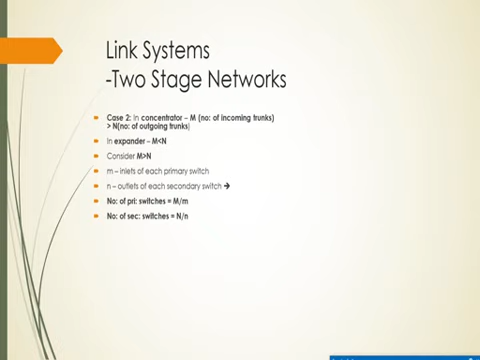 Link Systems
-Two Stage Networks
Case 2: In concentrator – M (no: of incoming trunks)
> N(no: of outgoing trunks)
In expander – M<N
Consider M>N
m – inlets of each primary switch
n – outlets of each secondary switch →
No: of pri: switches = M/m
No: of sec: switches = N/n